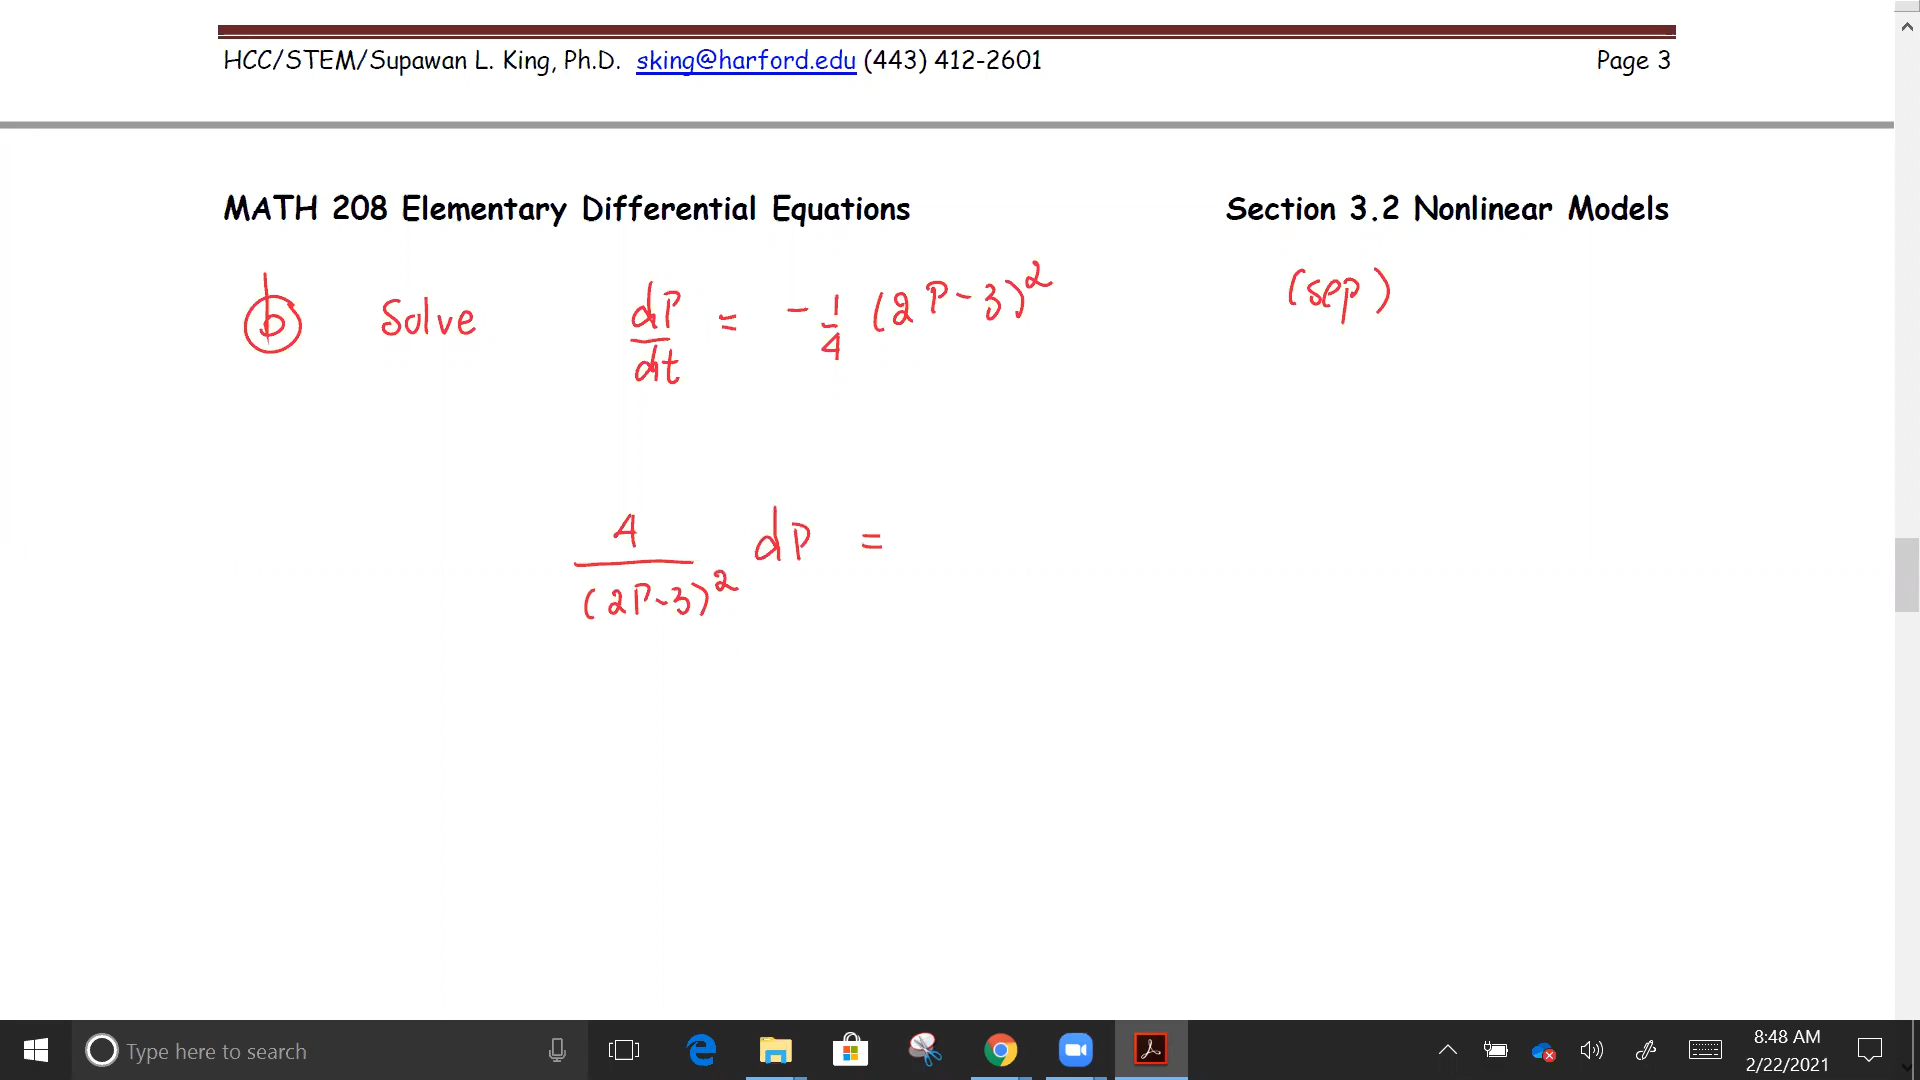 HCC/STEM/Supawan L. King, Ph.D. sking@harford.edu (443) 412-2601 Page 3
MATH 208 Elementary Differential Equations Section 3.2 Nonlinear Models
b Solve dP/dt = - 1/4 (2P-3)^2 (sep)
4/(2P-3)^2 dP =
Type here to search
8:48 AM
2/22/2021